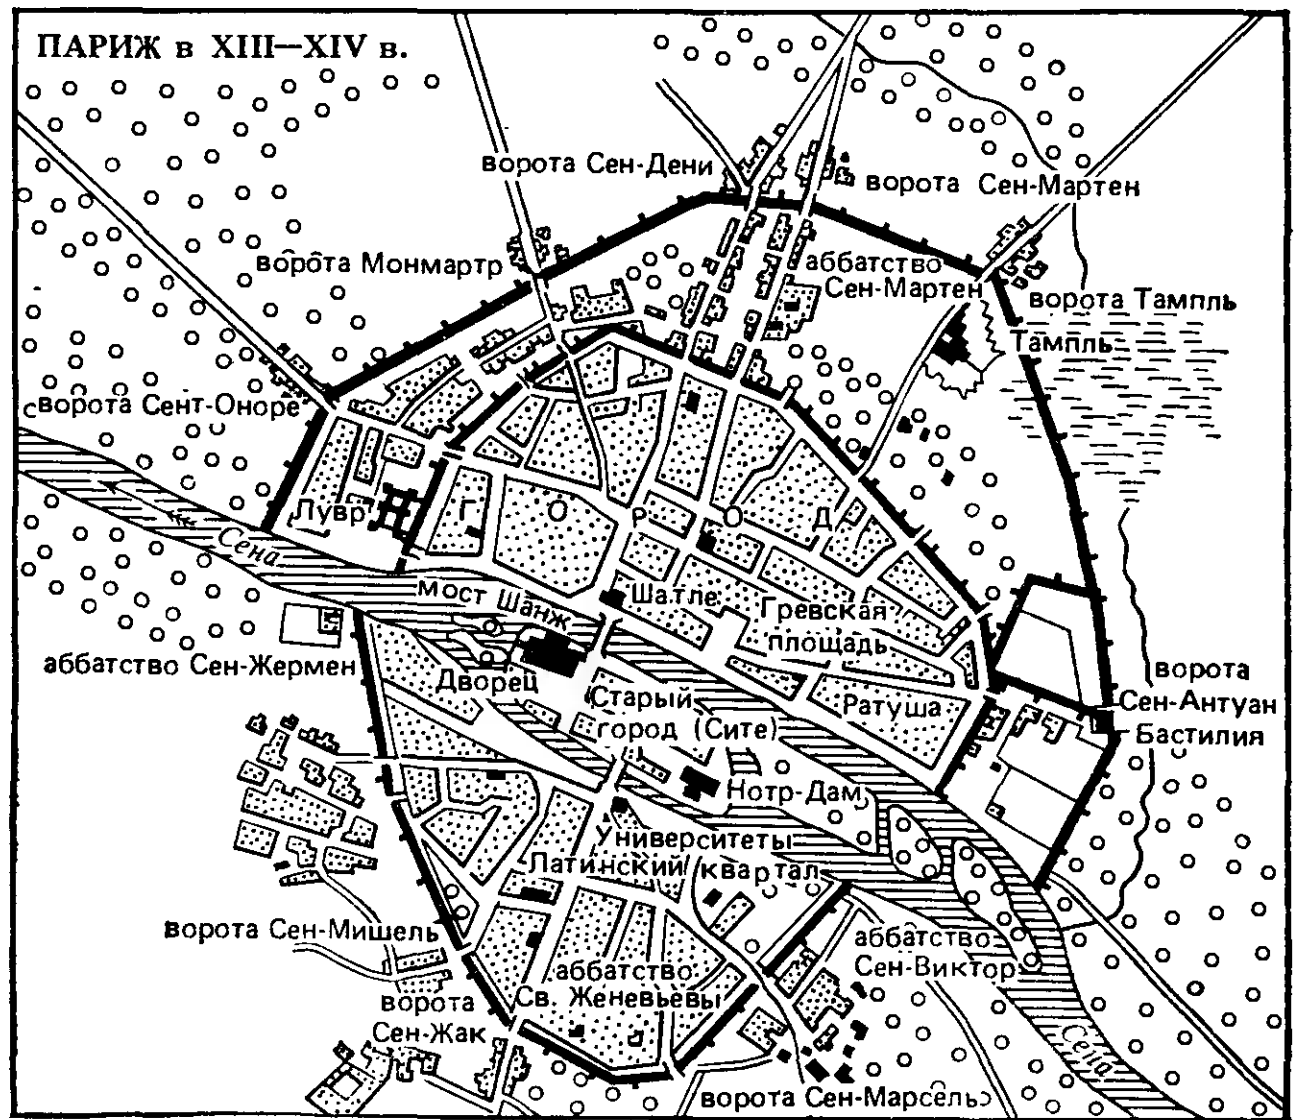 ПАРИЖ в XIII—XIV в.
ворота Сен-Дени
ворота Сен-Мартен
ворота Монмартр
аббатство
Сен-Мартен
ворота Тампль
Тампль
ворота Сент-Оноре
Лувр
Г О Р О Д
Сена
мост Шанж
Шатле
Гревская
площадь
аббатство Сен-Жермен
Дворец
Старый
город (Сите)
Ратуша
ворота
Сен-Антуан
Бастилия
Нотр-Дам
Университеты
Латинский квартал
ворота Сен-Мишель
аббатство
Сен-Виктор
аббатство
Св. Женевьевы
ворота
Сен-Жак
Сена
ворота Сен-Марсель